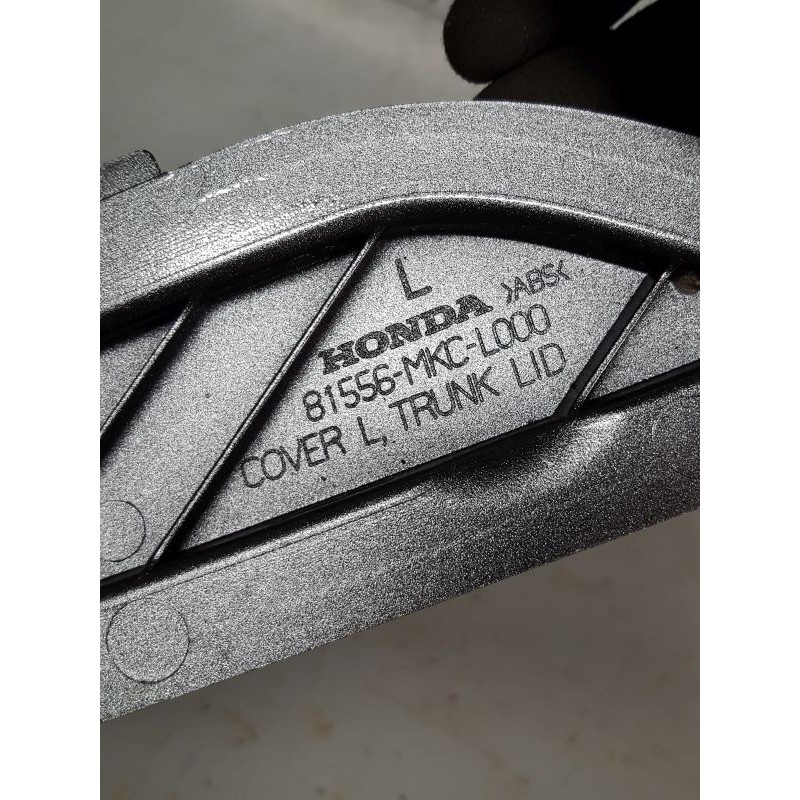 L
HONDA >ABS<
81556-MKC-L000
COVER L, TRUNK LID